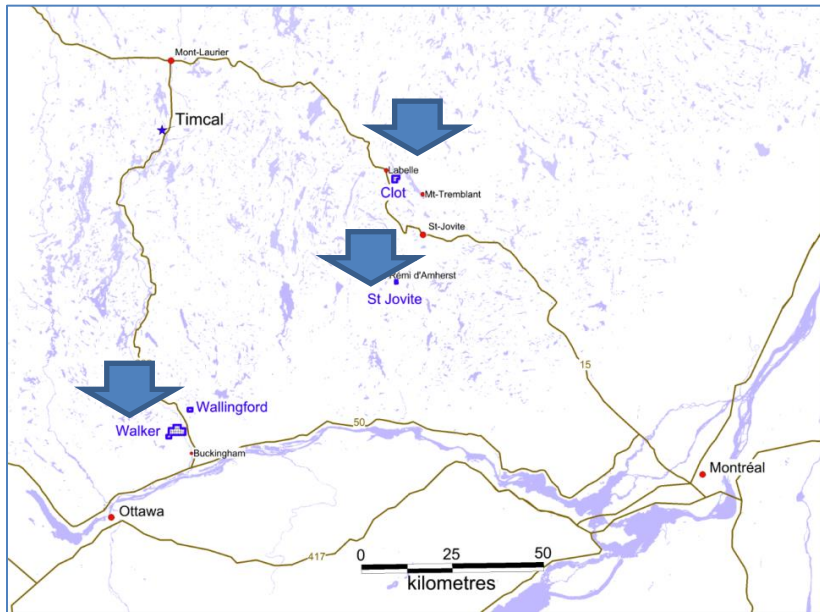 Mont-Laurier
Timcal
Labelle
Clot
Mt-Tremblant
St-Jovite
Rémi d'Amherst
St Jovite
15
Wallingford
Walker
50
Buckingham
Montréal
Ottawa
417
0 25 50
kilometres